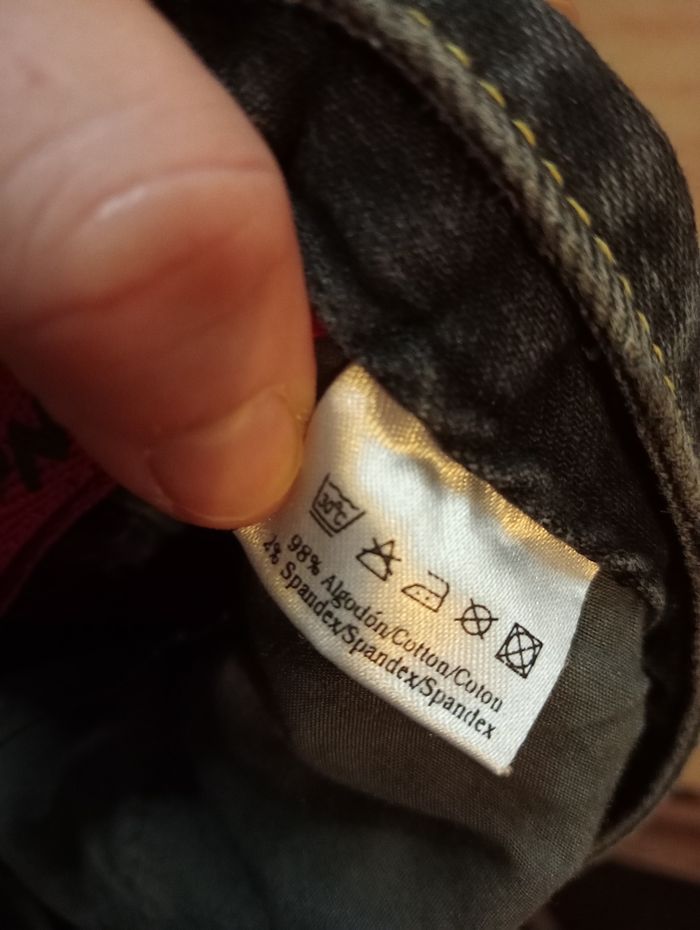 30°C
98% Algodón/Cotton/Coton
2% Spandex/Spandex/Spandex